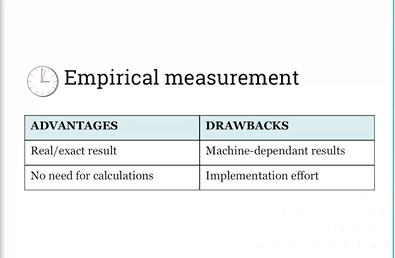 Empirical measurement
ADVANTAGES DRAWBACKS
Real/exact result Machine-dependant results
No need for calculations Implementation effort